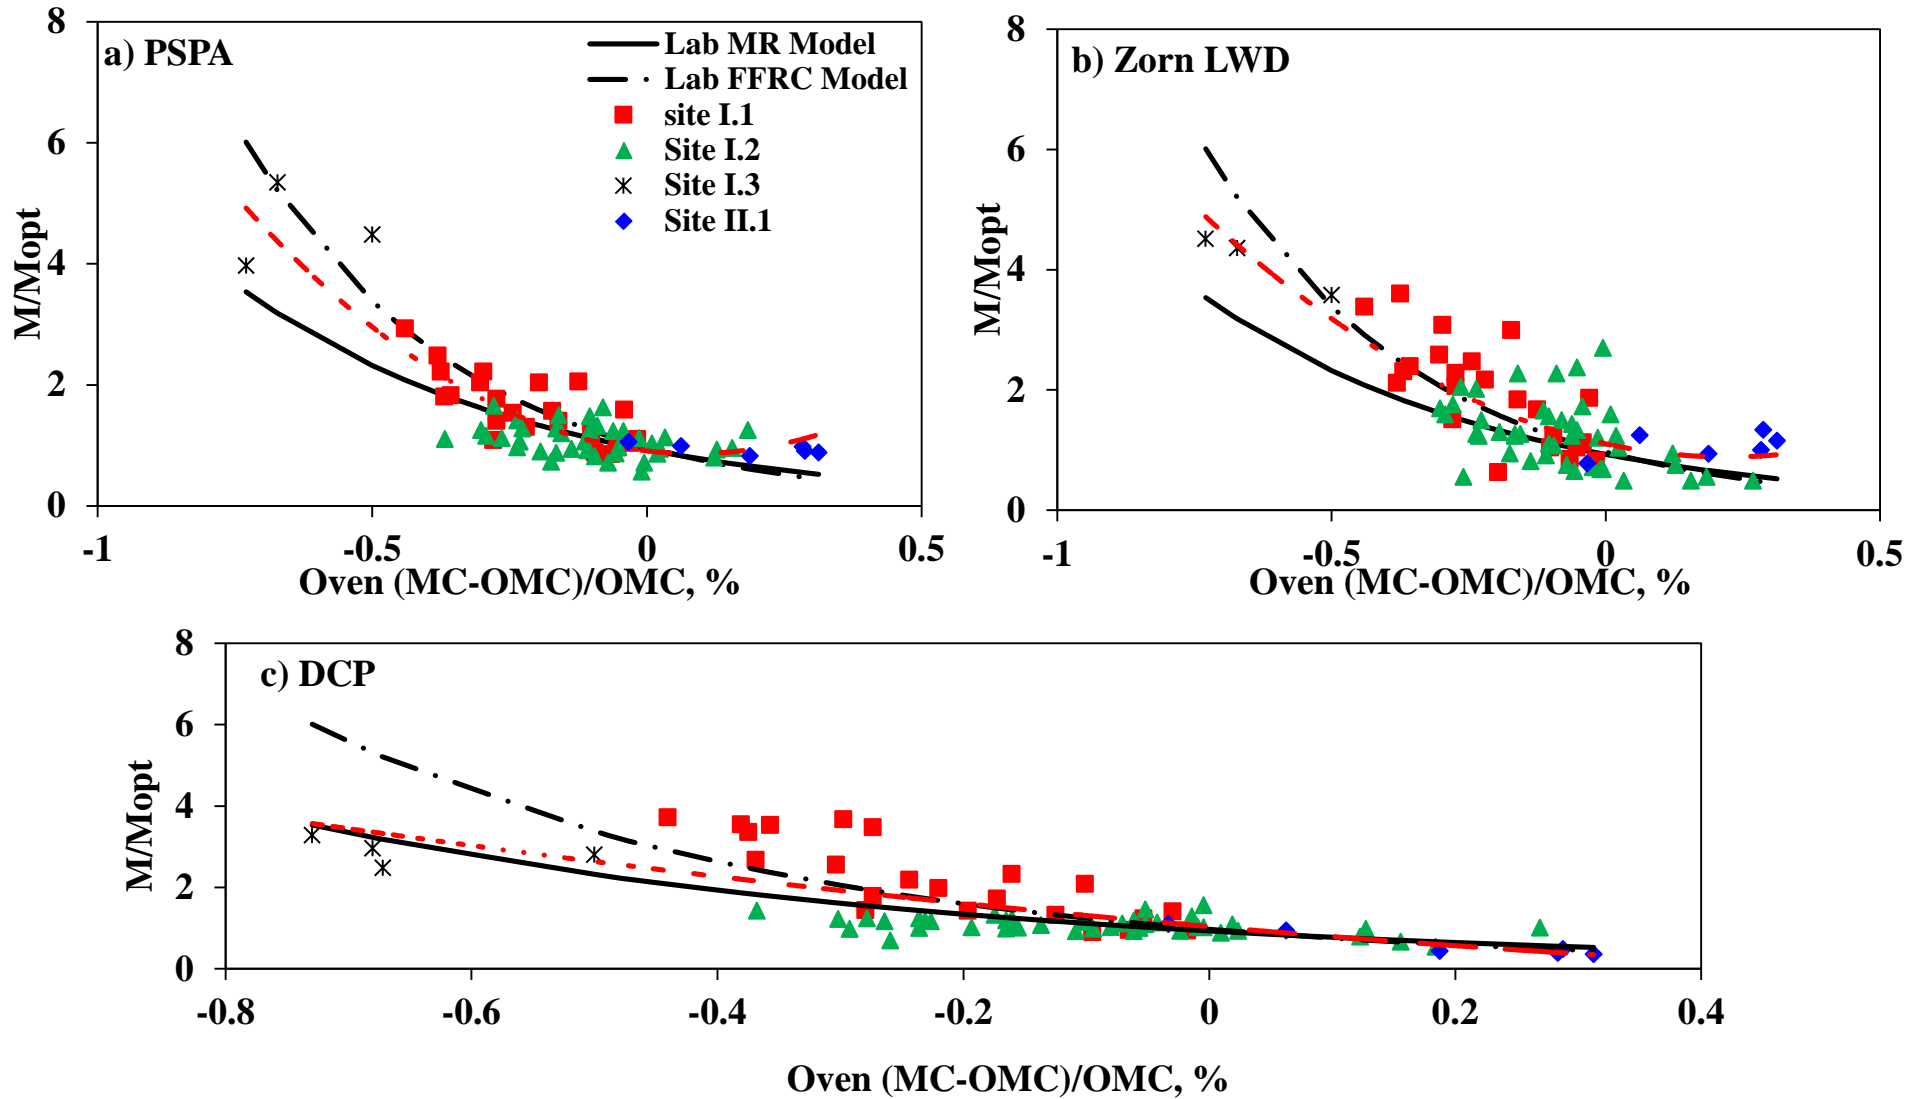 a) PSPA
8
6
4
2
0
-1
-0.5
0
0.5
M/Mopt
Oven (MC-OMC)/OMC, %
Lab MR Model
Lab FFRC Model
site I.1
Site I.2
Site I.3
Site II.1
b) Zorn LWD
8
6
4
2
0
-1
-0.5
0
0.5
M/Mopt
Oven (MC-OMC)/OMC, %
c) DCP
8
6
4
2
0
-0.8
-0.6
-0.4
-0.2
0
0.2
0.4
M/Mopt
Oven (MC-OMC)/OMC, %